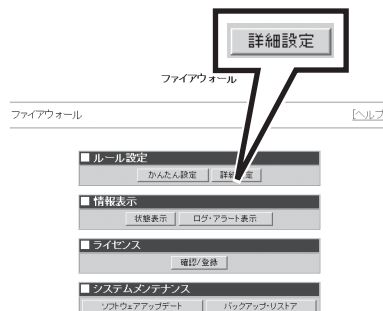 詳細設定
ファイアウォール
ファイアウォール [ヘルプ
■ ルール設定
かんたん設定 詳細 定
■ 情報表示
状態表示 ログ・アラート表示
■ ライセンス
確認/登録
■ システムメンテナンス
ソフトウェアアップデート バックアップ・リストア